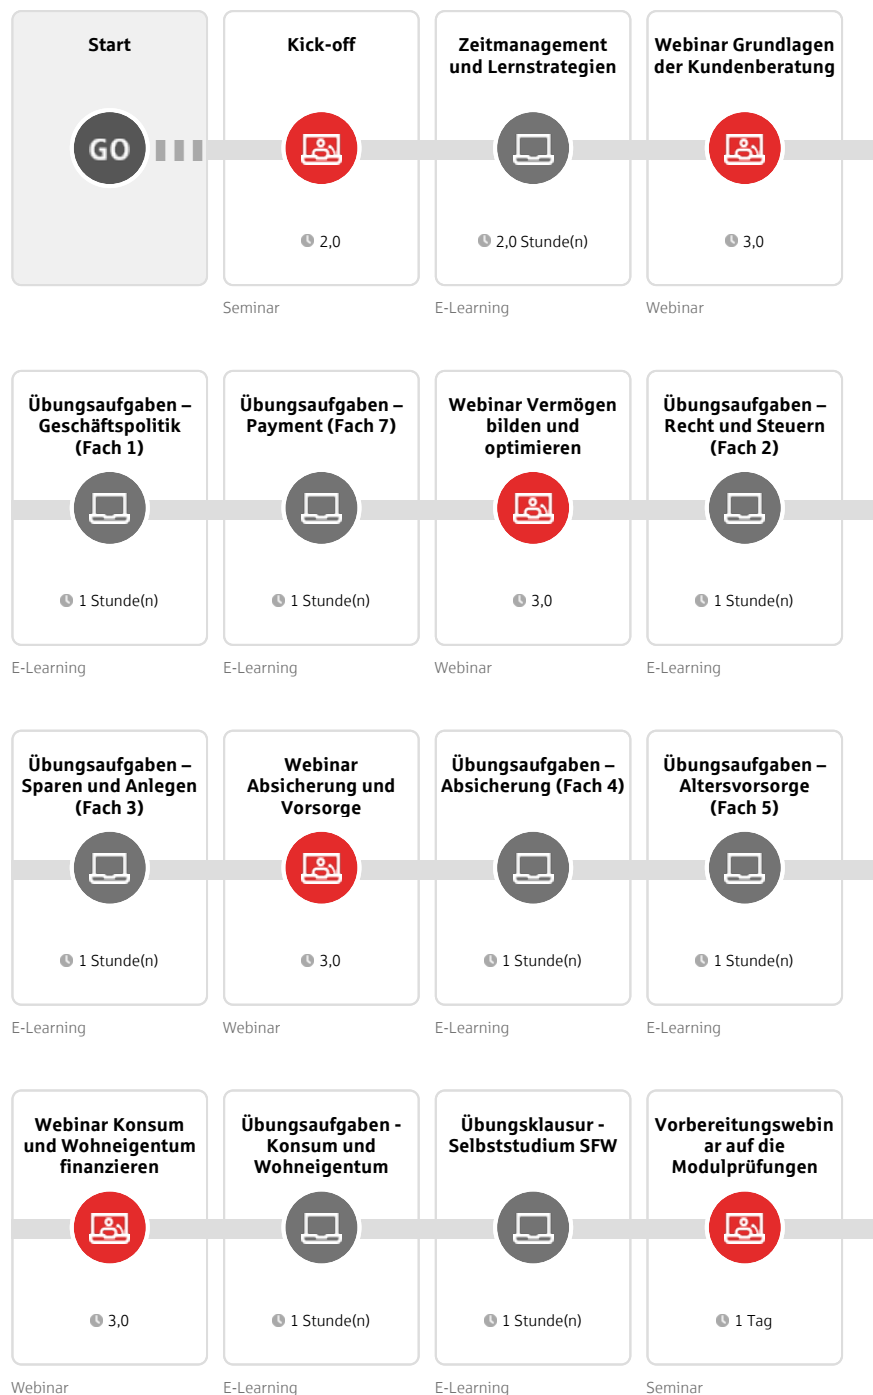 Start
GO
Kick-off
2,0
Seminar
Zeitmanagement
und Lernstrategien
2,0 Stunde(n)
E-Learning
Webinar Grundlagen
der Kundenberatung
3,0
Webinar
Übungsaufgaben –
Geschäftspolitik
(Fach 1)
1 Stunde(n)
E-Learning
Übungsaufgaben –
Payment (Fach 7)
1 Stunde(n)
E-Learning
Webinar Vermögen
bilden und
optimieren
3,0
Webinar
Übungsaufgaben –
Recht und Steuern
(Fach 2)
1 Stunde(n)
E-Learning
Übungsaufgaben –
Sparen und Anlegen
(Fach 3)
1 Stunde(n)
E-Learning
Webinar
Absicherung und
Vorsorge
3,0
Webinar
Übungsaufgaben –
Absicherung (Fach 4)
1 Stunde(n)
E-Learning
Übungsaufgaben –
Altersvorsorge
(Fach 5)
1 Stunde(n)
E-Learning
Webinar Konsum
und Wohneigentum
finanzieren
3,0
Webinar
Übungsaufgaben -
Konsum und
Wohneigentum
1 Stunde(n)
E-Learning
Übungsklausur -
Selbststudium SFW
1 Stunde(n)
E-Learning
Vorbereitungswebin
ar auf die
Modulprüfungen
1 Tag
Seminar